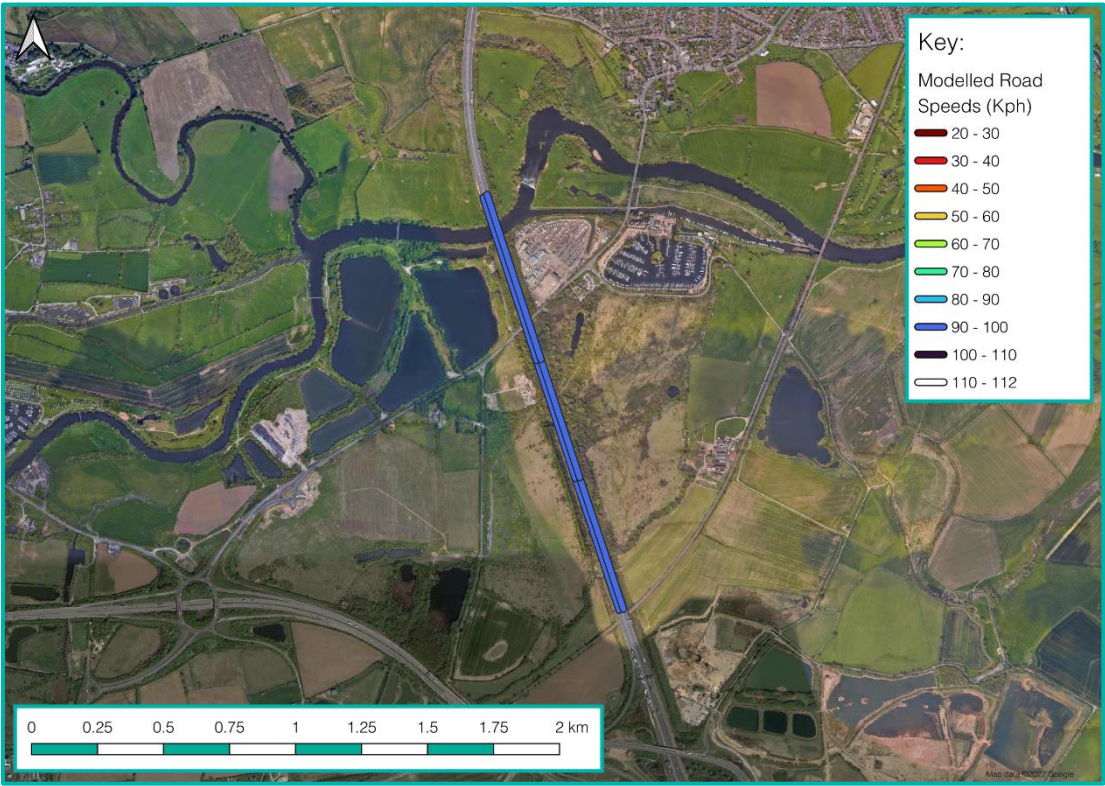 Key:
Modelled Road
Speeds (Kph)
20 - 30
30 - 40
40 - 50
50 - 60
60 - 70
70 - 80
80 - 90
90 - 100
100 - 110
110 - 112
0 0.25 0.5 0.75 1 1.25 1.5 1.75 2 km
Map data ©2022 Google